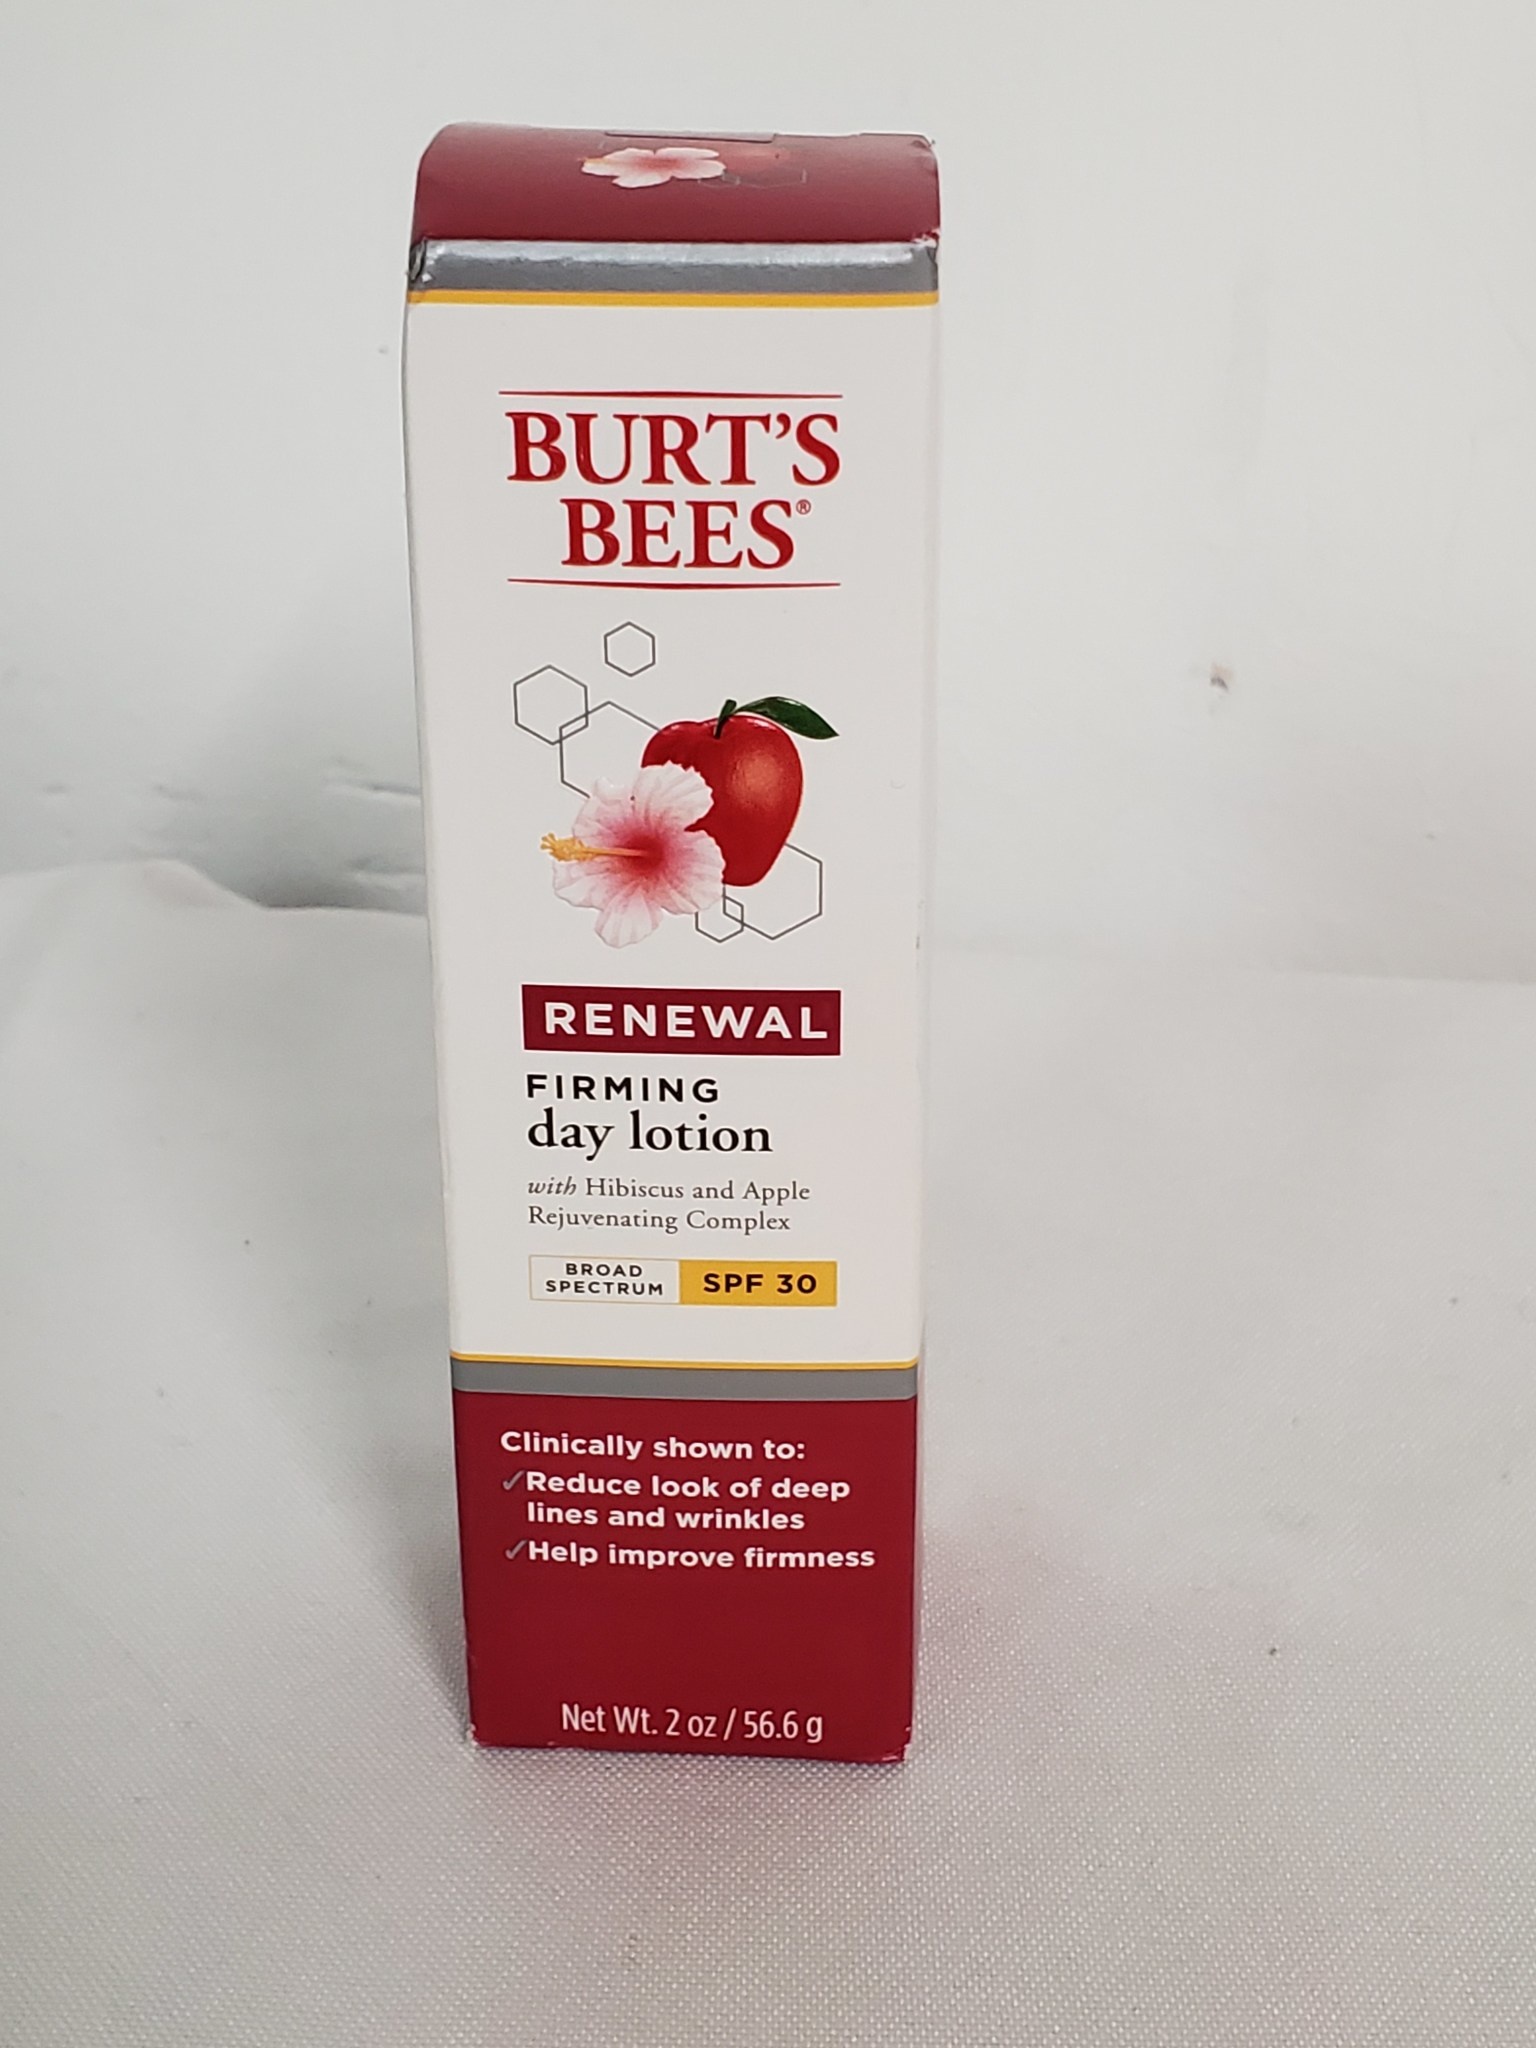 BURT'S
BEES®
RENEWAL
FIRMING
day lotion
with Hibiscus and Apple
Rejuvenating Complex
BROAD
SPECTRUM
SPF 30
Clinically shown to:
✓Reduce look of deep
lines and wrinkles
✓Help improve firmness
Net Wt. 2 oz / 56.6 g